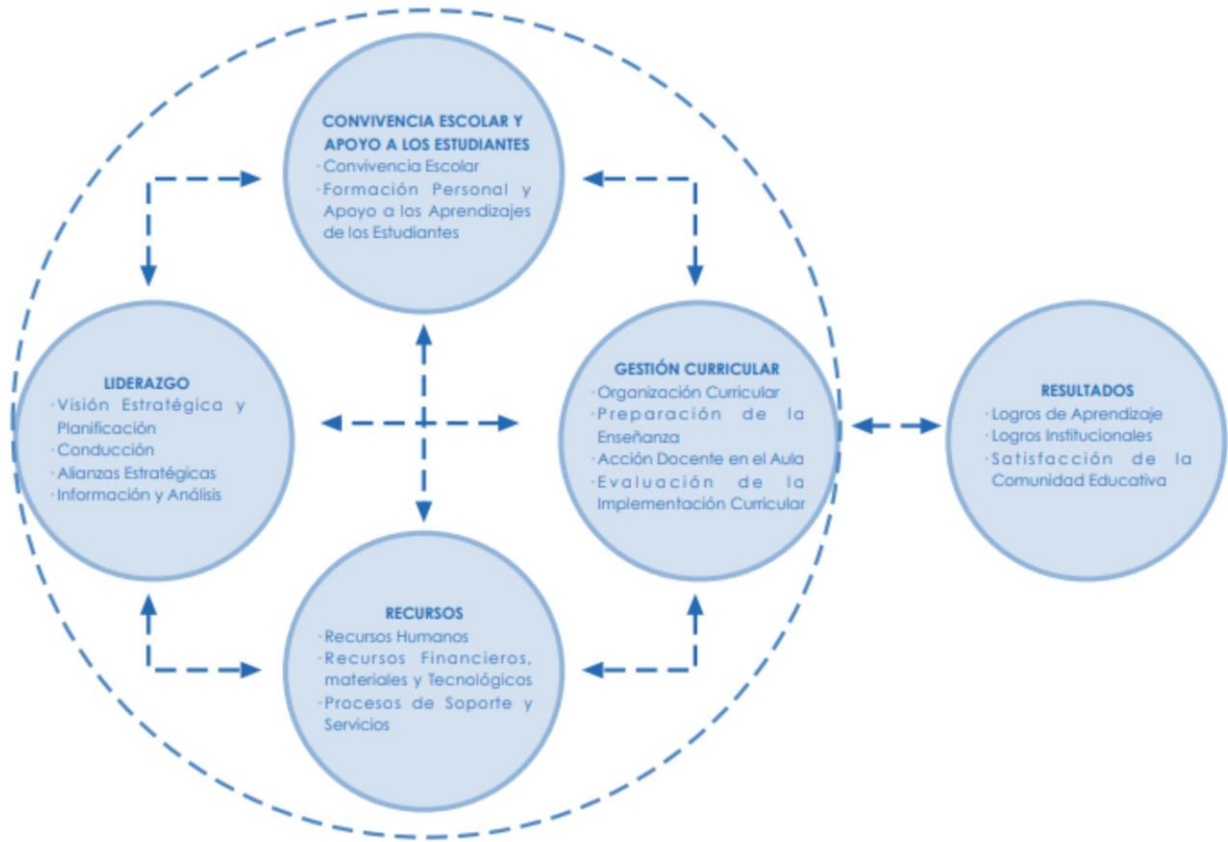 CONVIVENCIA ESCOLAR Y
APOYO A LOS ESTUDIANTES
· Convivencia Escolar
· Formación Personal y
Apoyo a los Aprendizajes
de los Estudiantes
LIDERAZGO
· Visión Estratégica y
Planificación
· Conducción
· Alianzas Estratégicas
· Información y Análisis
GESTIÓN CURRICULAR
· Organización Curricular
· Preparación de la
Enseñanza
· Acción Docente en el Aula
· Evaluación de la
Implementación Curricular
RESULTADOS
· Logros de Aprendizaje
· Logros Institucionales
· Satisfacción de la
Comunidad Educativa
RECURSOS
· Recursos Humanos
· Recursos Financieros,
materiales y Tecnológicos
· Procesos de Soporte y
Servicios